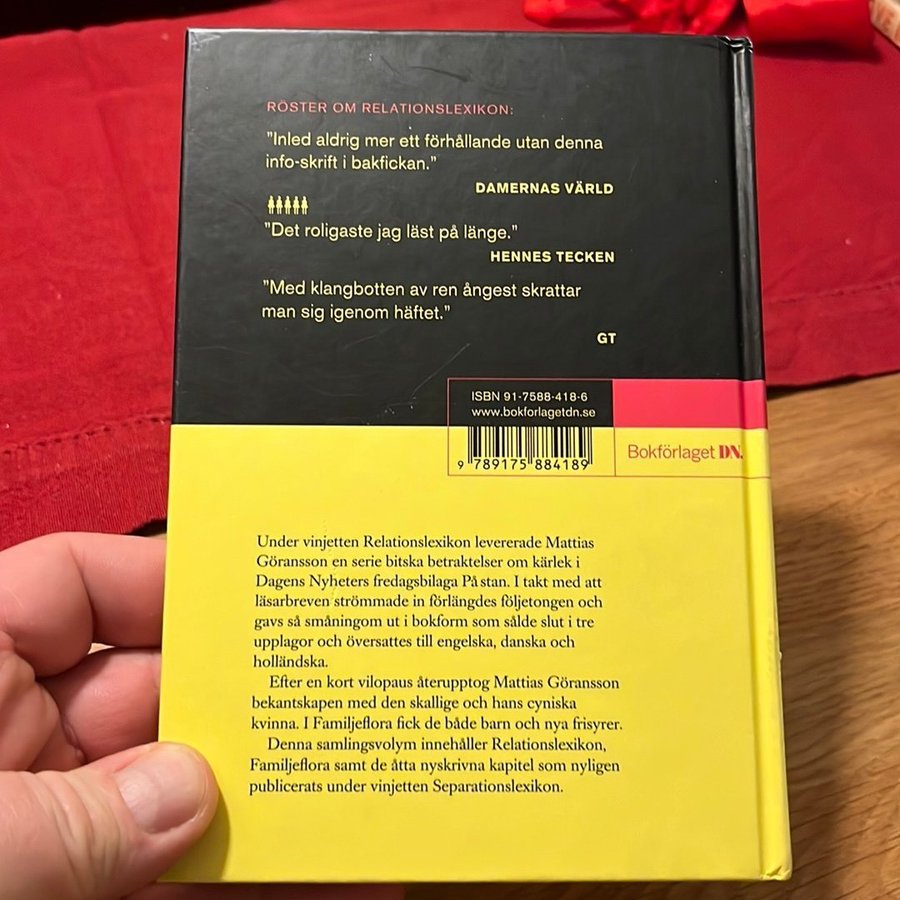 RÖSTER OM RELATIONSLEXIKON:
”Inled aldrig mer ett förhållande utan denna
info-skrift i bakfickan.”
DAMERNAS VÄRLD
”Det roligaste jag läst på länge.”
HENNES TECKEN
”Med klangbotten av ren ångest skrattar
man sig igenom häftet.”
GT
ISBN 91-7588-418-6
www.bokforlagetdn.se
9 789175 884189
Bokförlaget DN.
Under vinjetten Relationslexikon levererade Mattias
Göransson en serie bitska betraktelser om kärlek i
Dagens Nyheters fredagsbilaga På stan. I takt med att
läsarbreven strömmade in förlängdes följetongen och
gavs så småningom ut i bokform som sålde slut i tre
upplagor och översattes till engelska, danska och
holländska.
Efter en kort vilopaus återupptog Mattias Göransson
bekantskapen med den skallige och hans cyniska
kvinna. I Familjeflora fick de både barn och nya frisyrer.
Denna samlingsvolym innehåller Relationslexikon,
Familjeflora samt de åtta nyskrivna kapitel som nyligen
publicerats under vinjetten Separationslexikon.